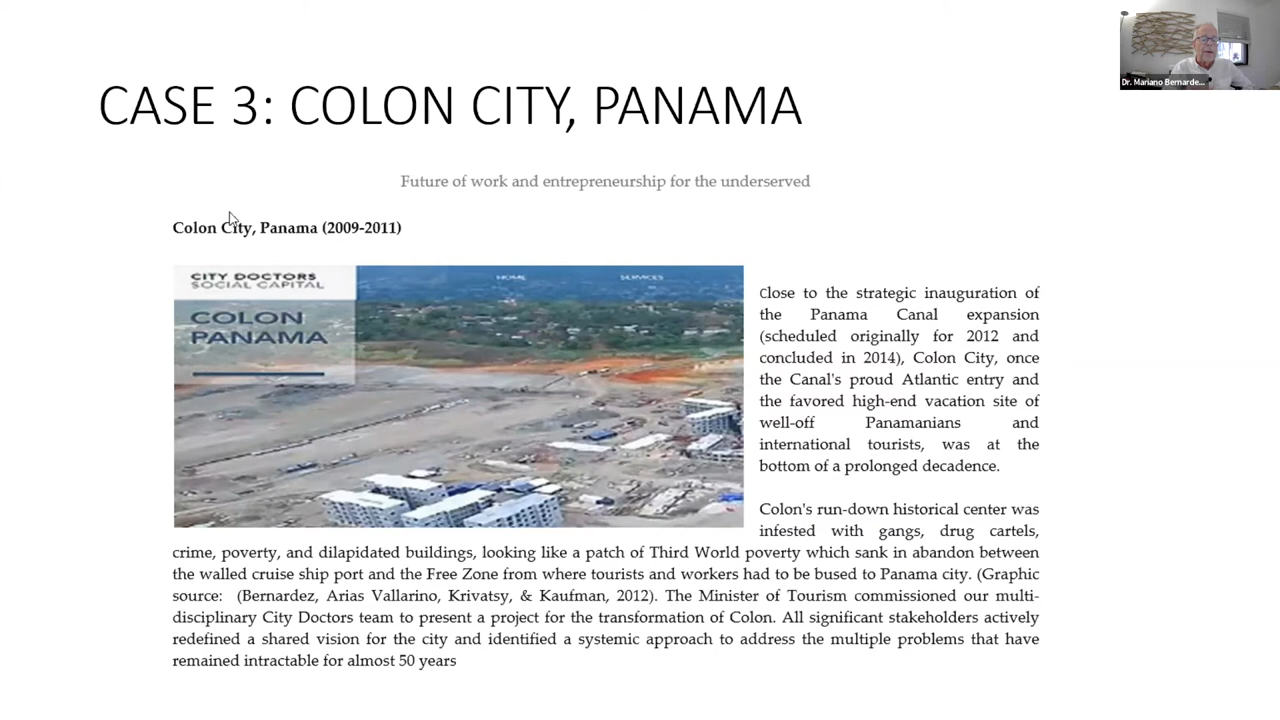 Dr. Mariano Bernarde...
CASE 3: COLON CITY, PANAMA
Future of work and entrepreneurship for the underserved
Colon City, Panama (2009-2011)
CITY DOCTORS
SOCIAL CAPITAL
HOME
SERVICES
COLON
PANAMA
Close to the strategic inauguration of
the Panama Canal expansion
(scheduled originally for 2012 and
concluded in 2014), Colon City, once
the Canal's proud Atlantic entry and
the favored high-end vacation site of
well-off Panamanians and
international tourists, was at the
bottom of a prolonged decadence.
Colon's run-down historical center was
infested with gangs, drug cartels,
crime, poverty, and dilapidated buildings, looking like a patch of Third World poverty which sank in abandon between
the walled cruise ship port and the Free Zone from where tourists and workers had to be bused to Panama city. (Graphic
source: (Bernardez, Arias Vallarino, Krivatsy, & Kaufman, 2012). The Minister of Tourism commissioned our multi-
disciplinary City Doctors team to present a project for the transformation of Colon. All significant stakeholders actively
redefined a shared vision for the city and identified a systemic approach to address the multiple problems that have
remained intractable for almost 50 years